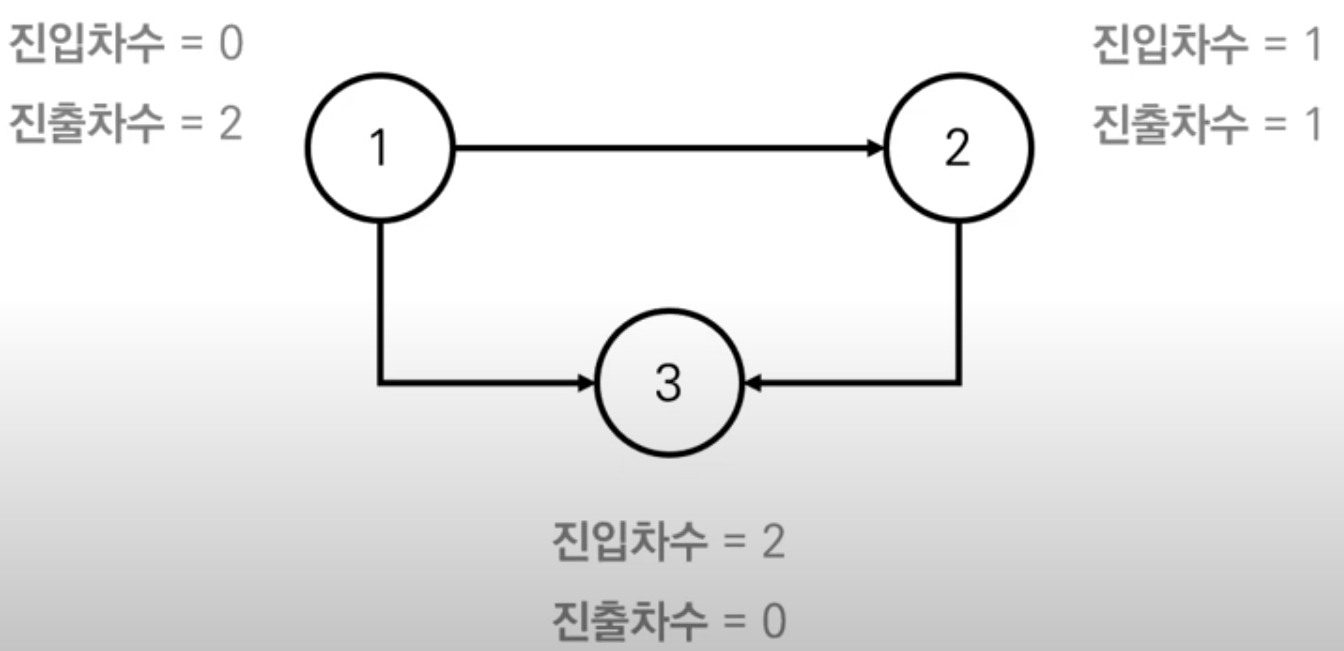 진입차수 = 0
진출차수 = 2
1
2
진입차수 = 1
진출차수 = 1
3
진입차수 = 2
진출차수 = 0